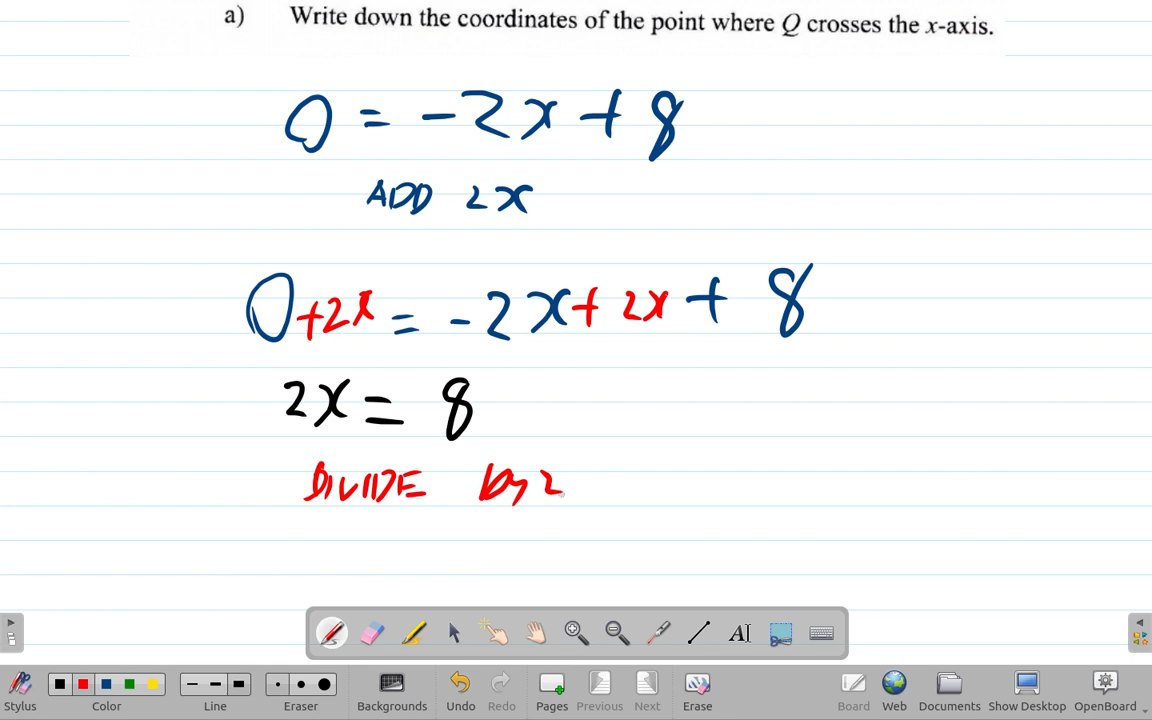 a) Write down the coordinates of the point where Q crosses the x-axis.
0 = -2x + 8
ADD 2x
0 +2x = -2x + 2x + 8
2x = 8
DIVIDE by 2
Stylus Color Line Eraser Backgrounds Undo Redo Pages Previous Next Erase Board Web Documents Show Desktop OpenBoard